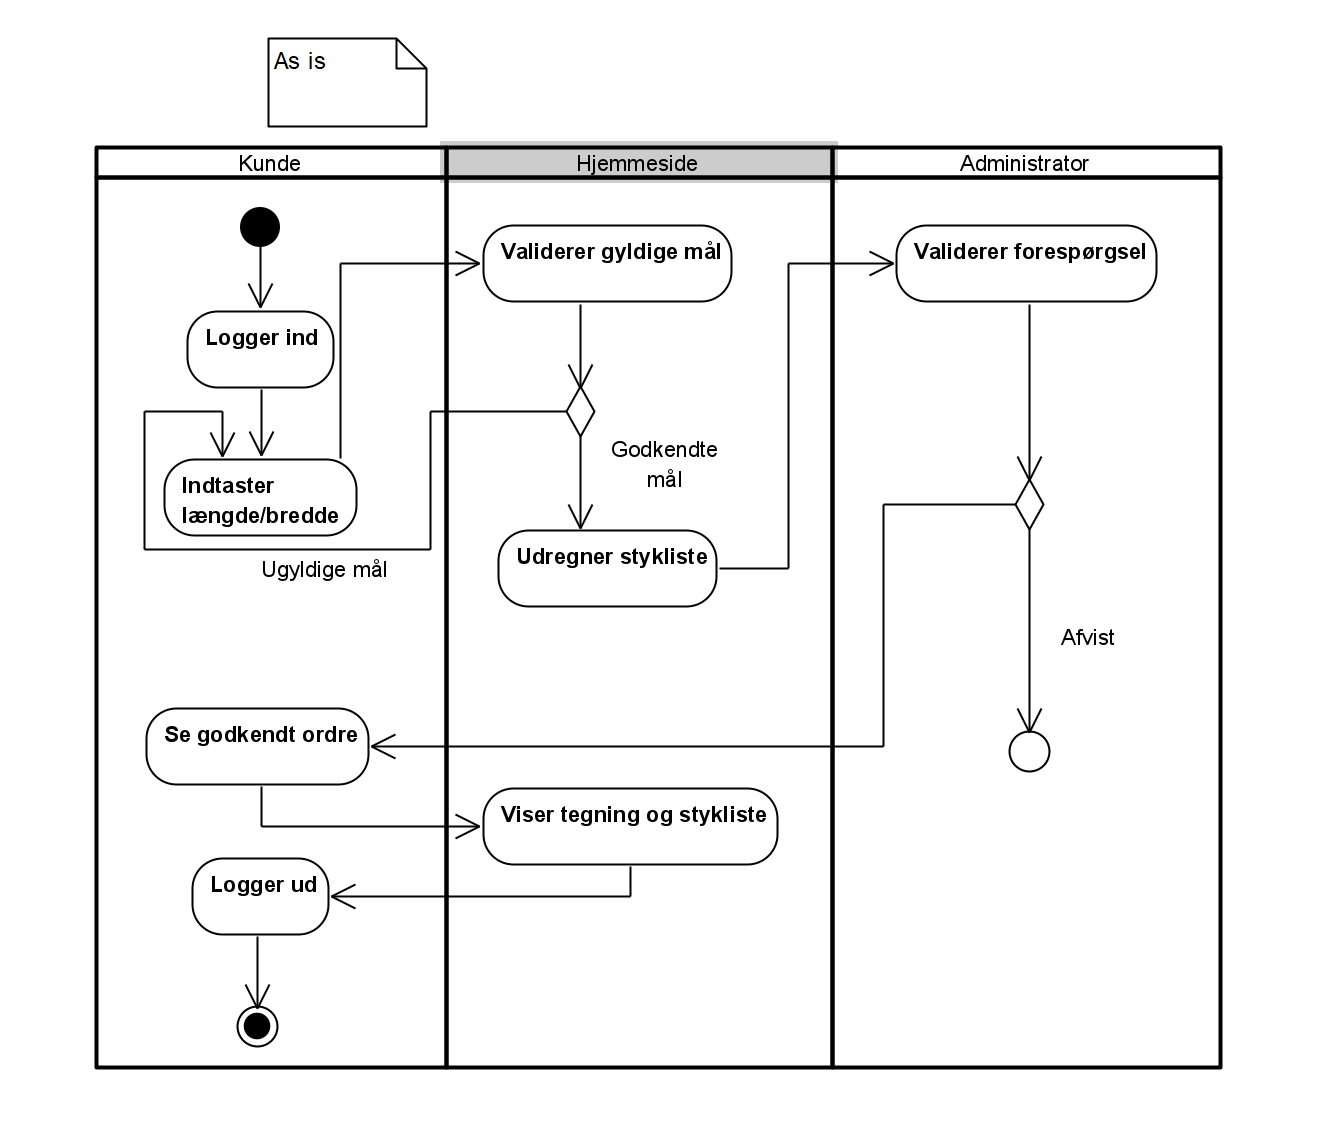 As is
Kunde
Hjemmeside
Administrator
Validerer gyldige mål
Validerer forespørgsel
Logger ind
Godkendte
mål
Indtaster
længde/bredde
Udregner stykliste
Ugyldige mål
Afvist
Se godkendt ordre
Viser tegning og stykliste
Logger ud